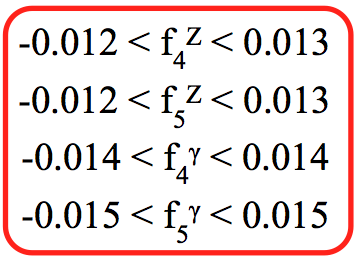 -0.012 < f₄ᶻ < 0.013
-0.012 < f₅ᶻ < 0.013
-0.014 < f₄ᵞ < 0.014
-0.015 < f₅ᵞ < 0.015